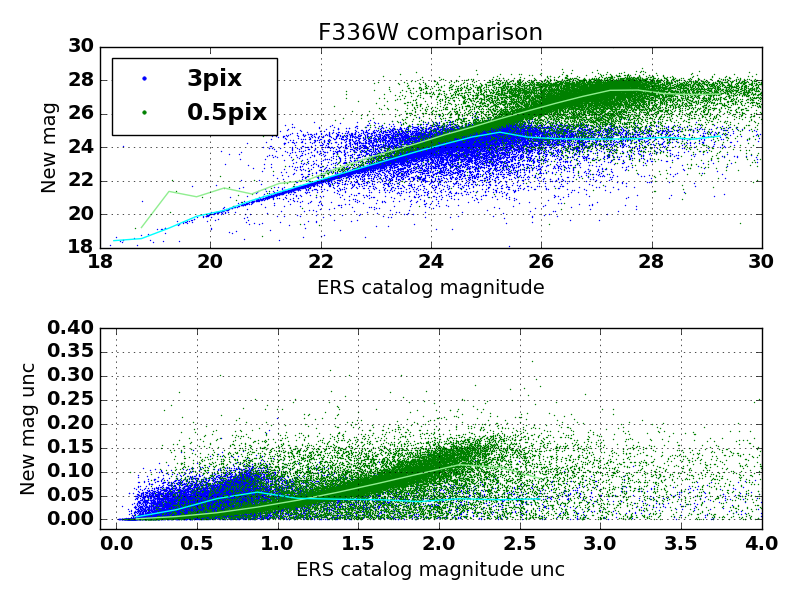 F336W comparison
30
28
26
24
22
20
18
New mag
3pix
0.5pix
18 20 22 24 26 28 30
ERS catalog magnitude
0.40
0.35
0.30
0.25
0.20
0.15
0.10
0.05
0.00
New mag unc
0.0 0.5 1.0 1.5 2.0 2.5 3.0 3.5 4.0
ERS catalog magnitude unc